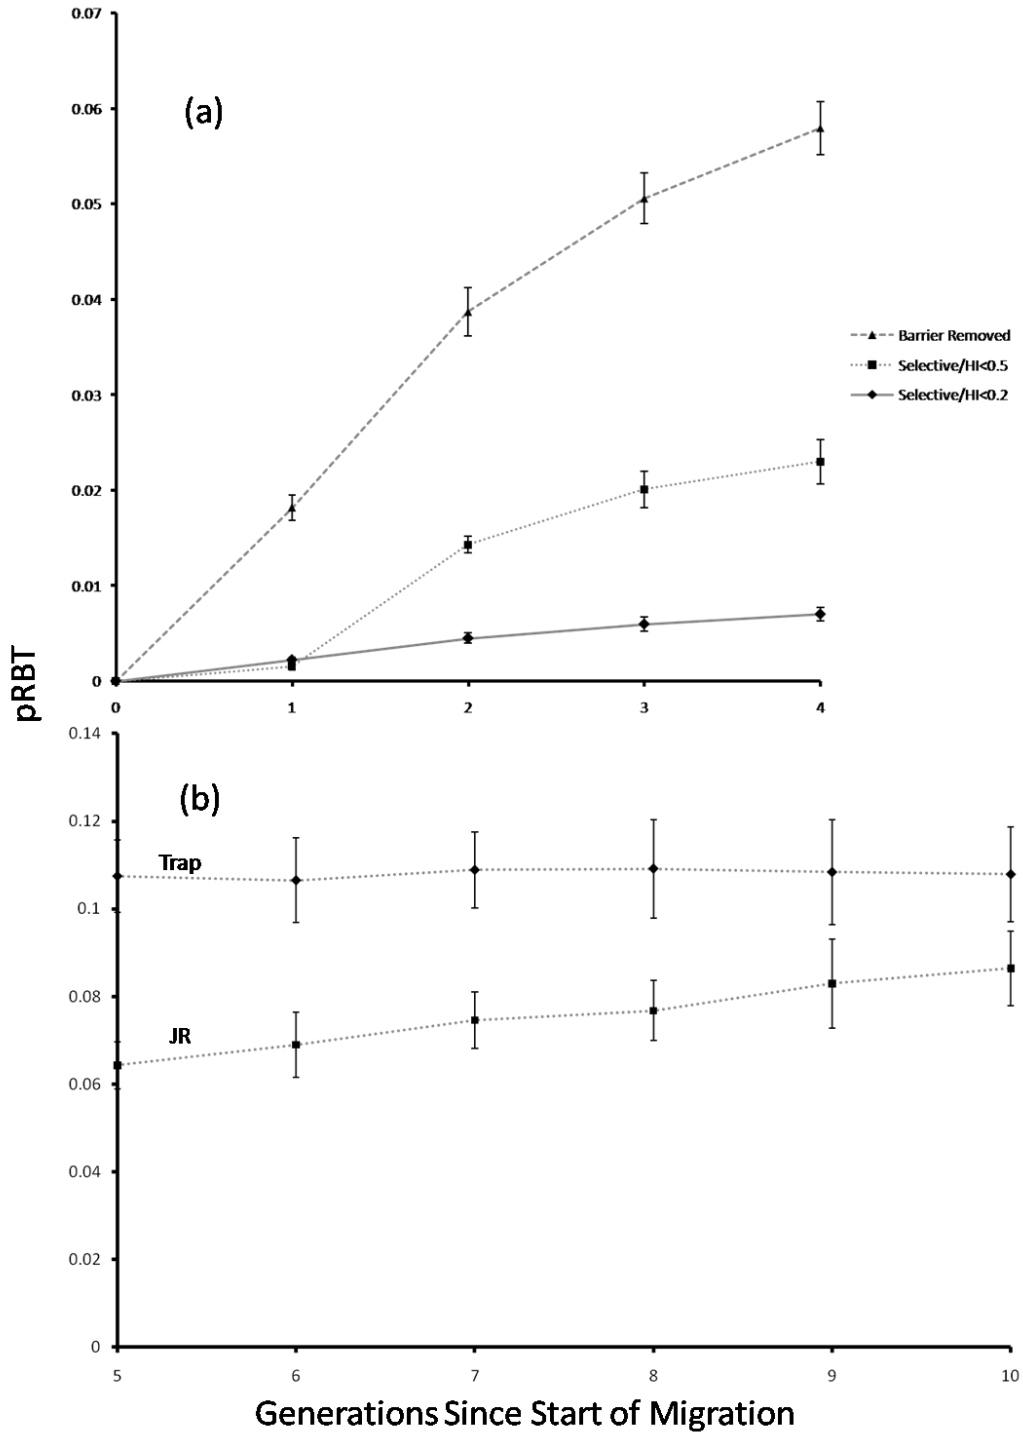 0.07
(a)
0.06
0.05
0.04
Barrier Removed
Selective/HI<0.5
0.03
Selective/HI<0.2
0.02
0.01
0
0 1 2 3 4
pRBT
0.14
(b)
0.12
Trap
0.1
0.08
JR
0.06
0.04
0.02
0
5 6 7 8 9 10
Generations Since Start of Migration